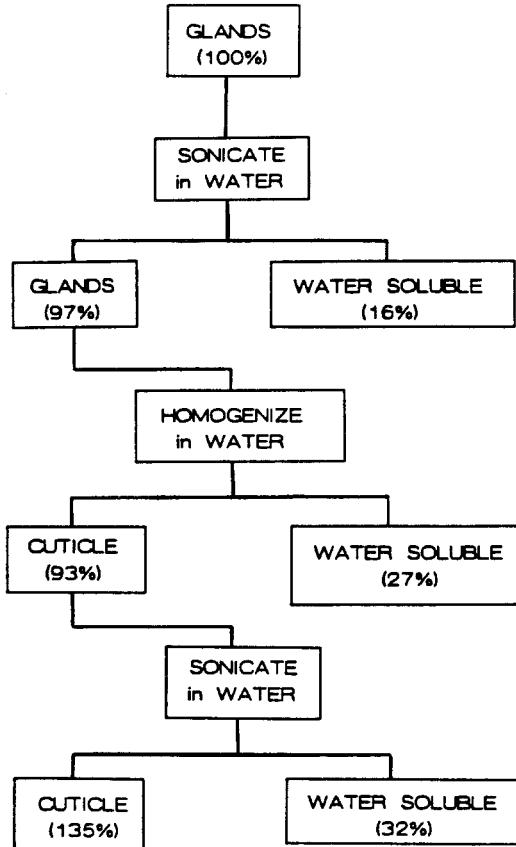 GLANDS
(100%)
SONICATE
in WATER
GLANDS
(97%)
WATER SOLUBLE
(16%)
HOMOGENIZE
in WATER
CUTICLE
(93%)
WATER SOLUBLE
(27%)
SONICATE
in WATER
CUTICLE
(135%)
WATER SOLUBLE
(32%)